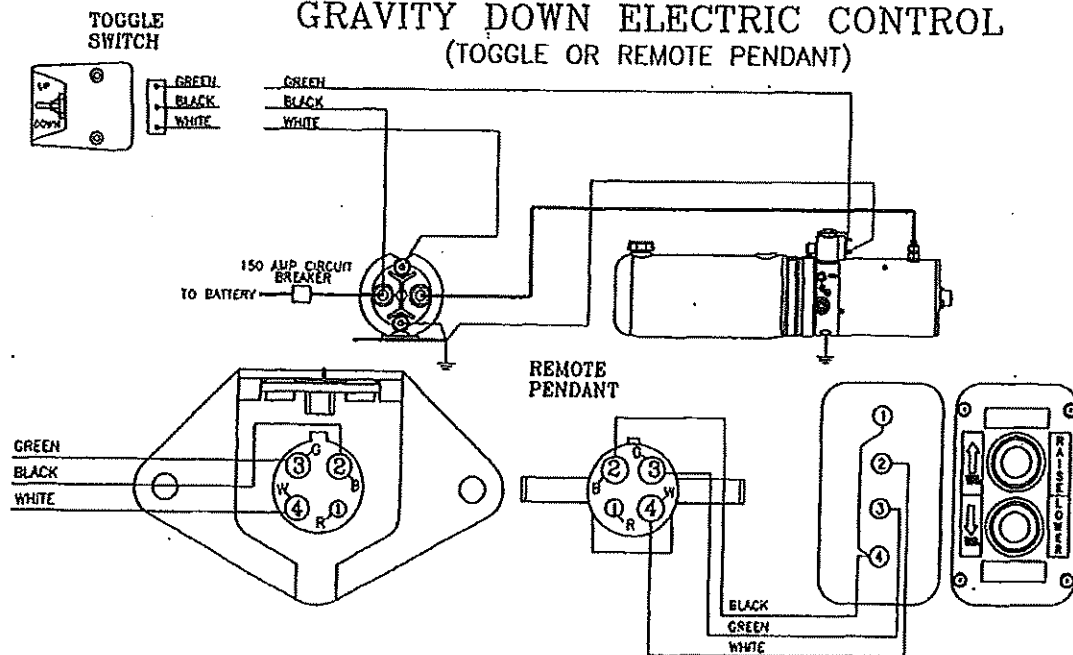 GRAVITY DOWN ELECTRIC CONTROL
(TOGGLE OR REMOTE PENDANT)
TOGGLE
SWITCH
UP
DOWN
GREEN
BLACK
WHITE
GREEN
BLACK
WHITE
150 AMP CIRCUIT
BREAKER
TO BATTERY
REMOTE
PENDANT
GREEN
BLACK
WHITE
G
3
2
W
B
4
R
1
G
2
3
B
W
1
R
4
1
2
3
4
RAISE
LOWER
BLACK
GREEN
WHITE